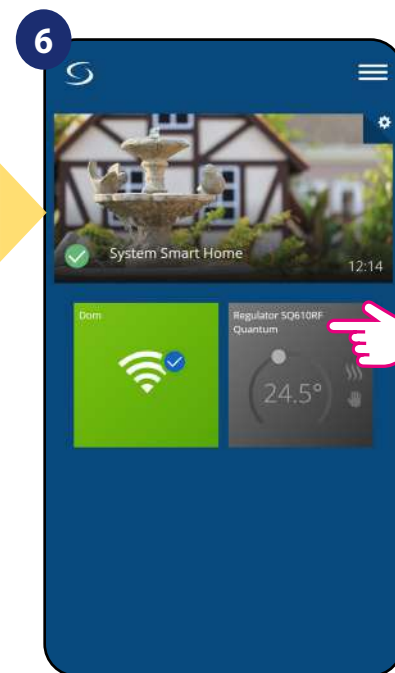 6
System Smart Home
12:14
Dom
Regulator SQ610RF
Quantum
24.5°